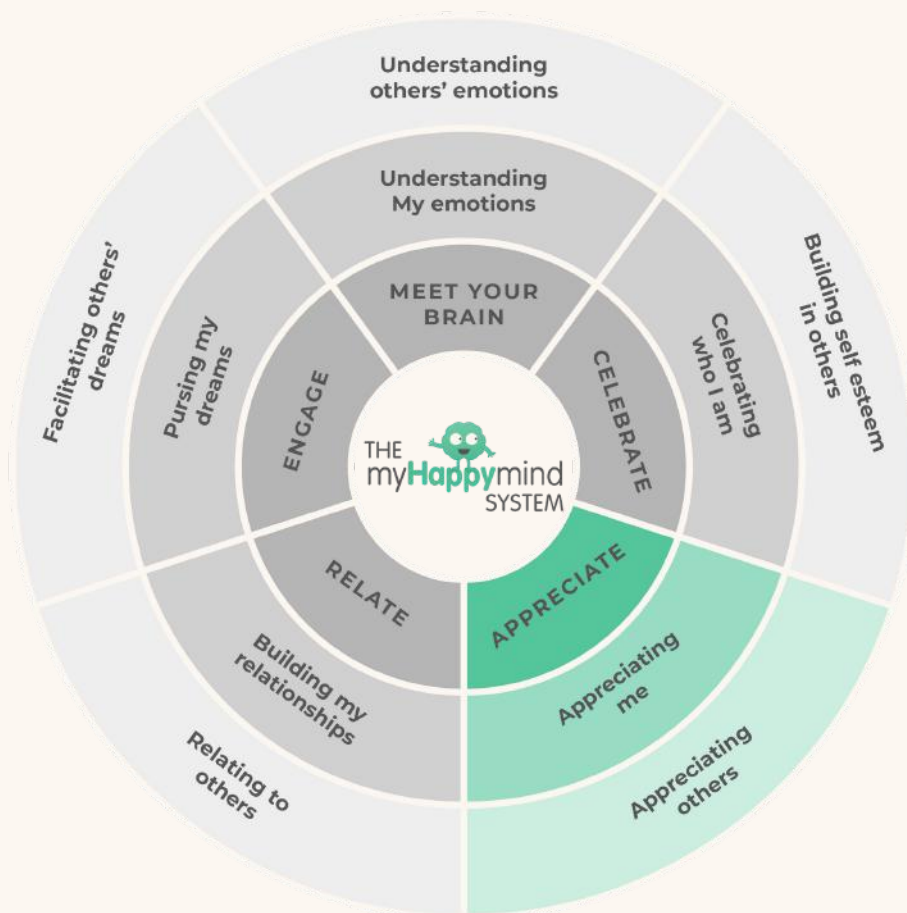 Understanding
others' emotions
Understanding
My emotions
MEET YOUR
BRAIN
Building self esteem
in others
Celebrating
who I am
CELEBRATE
APPRECIATE
Appreciating
me
Appreciating
others
RELATE
Building my
relationships
Relating to
others
ENGAGE
Pursing my
dreams
Facilitating others'
dreams
THE
myHappymind
SYSTEM